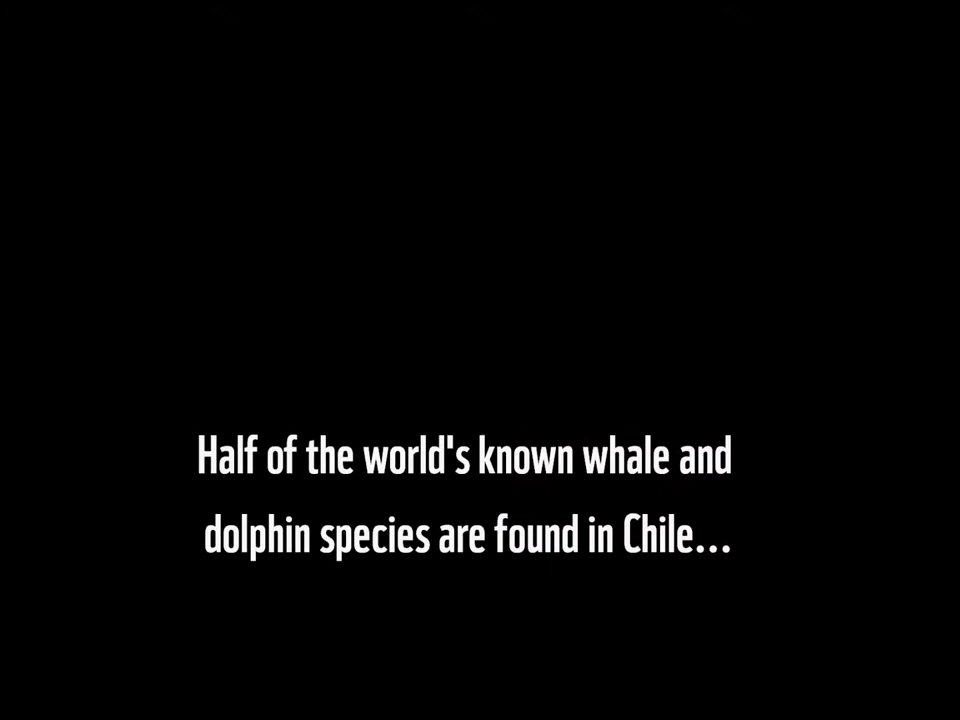 Half of the world's known whale and
dolphin species are found in Chile...